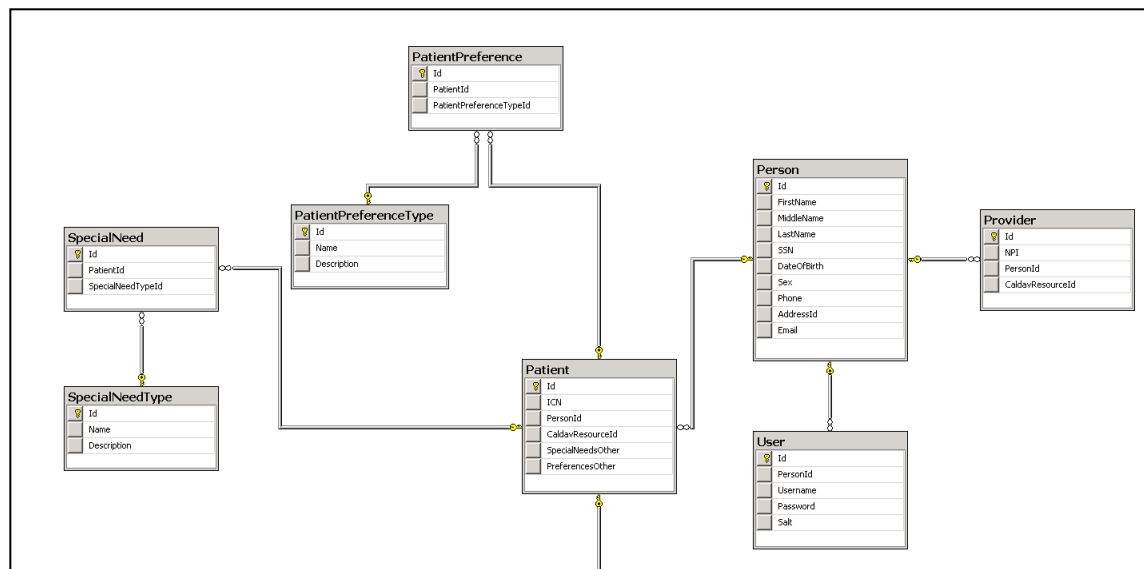 PatientPreference
Id
PatientId
PatientPreferenceTypeId
Person
Id
FirstName
MiddleName
LastName
SSN
DateOfBirth
Sex
Phone
AddressId
Email
PatientPreferenceType
Id
Name
Description
Provider
Id
NPI
PersonId
CaldavResourceId
SpecialNeed
Id
PatientId
SpecialNeedTypeId
Patient
Id
ICN
PersonId
CaldavResourceId
SpecialNeedsOther
PreferencesOther
SpecialNeedType
Id
Name
Description
User
Id
PersonId
Username
Password
Salt